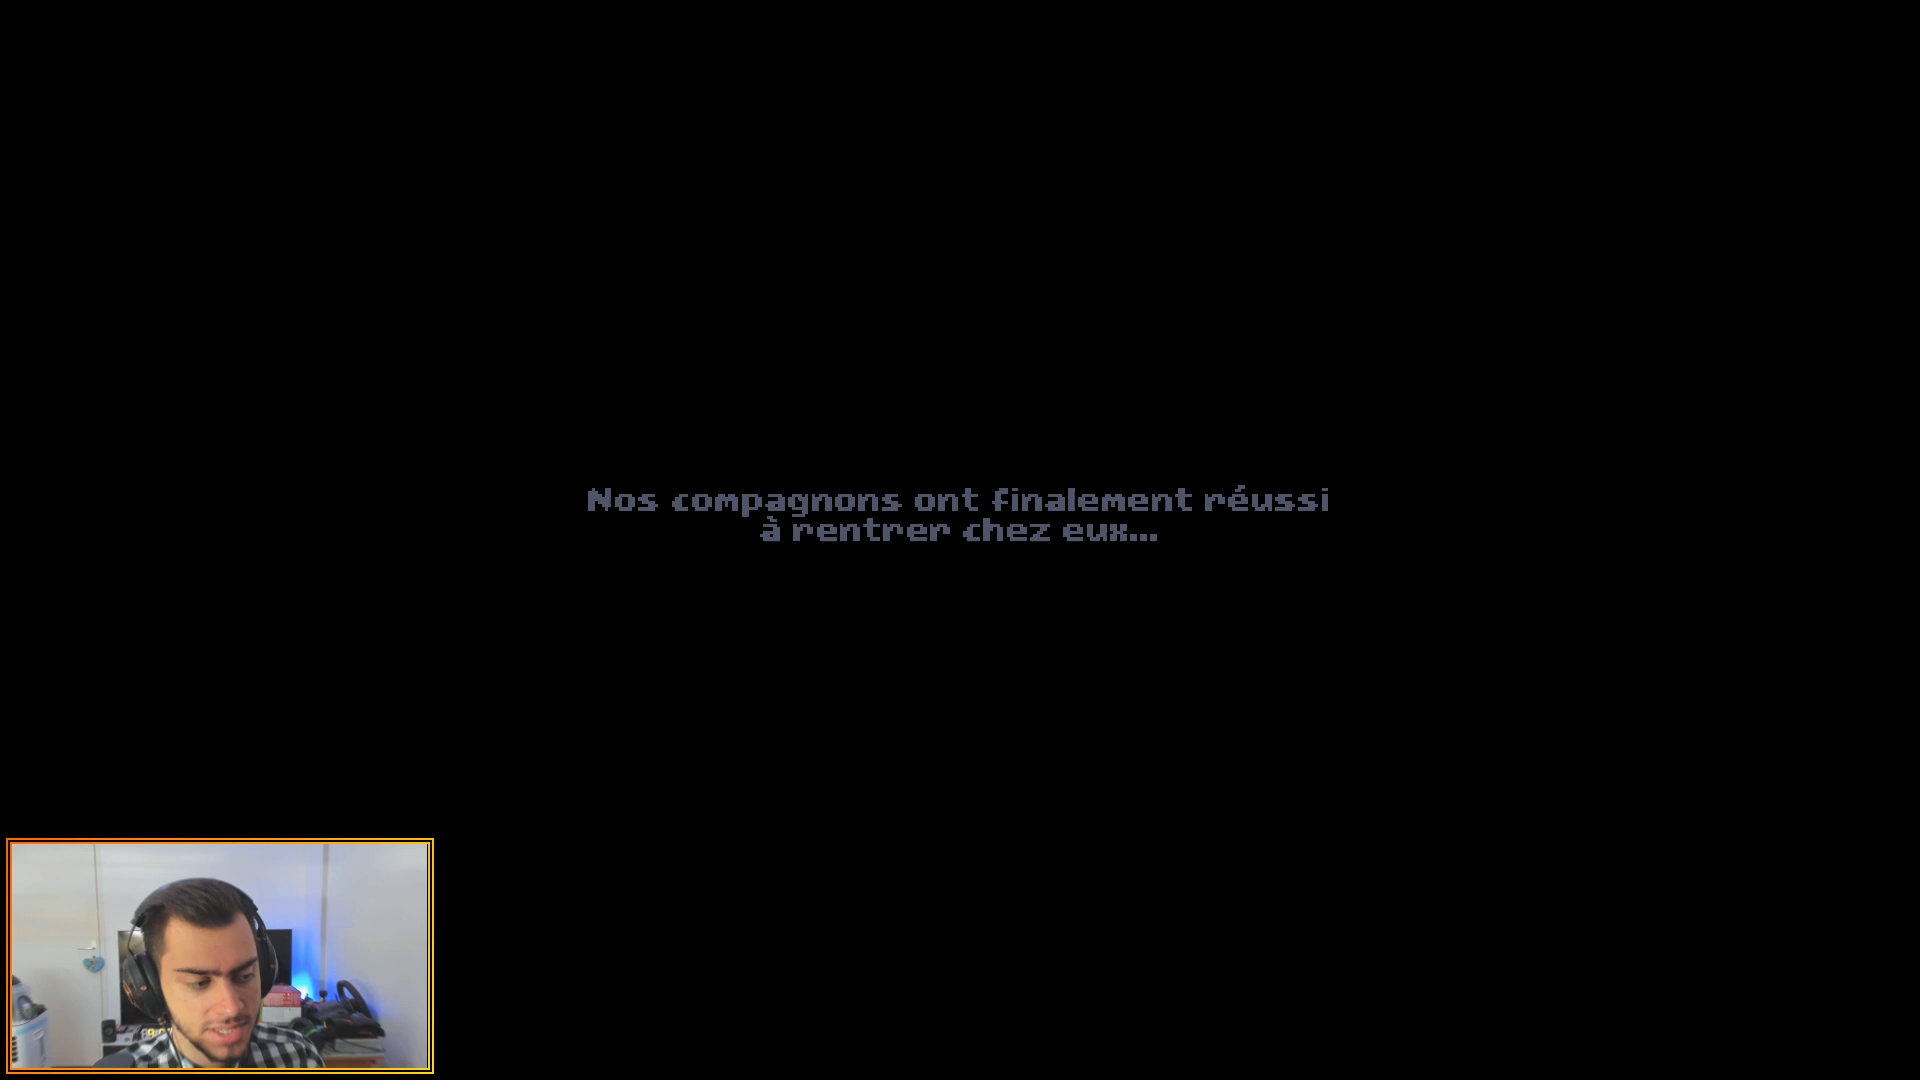 Nos compagnons ont finalement réussi
à rentrer chez eux...